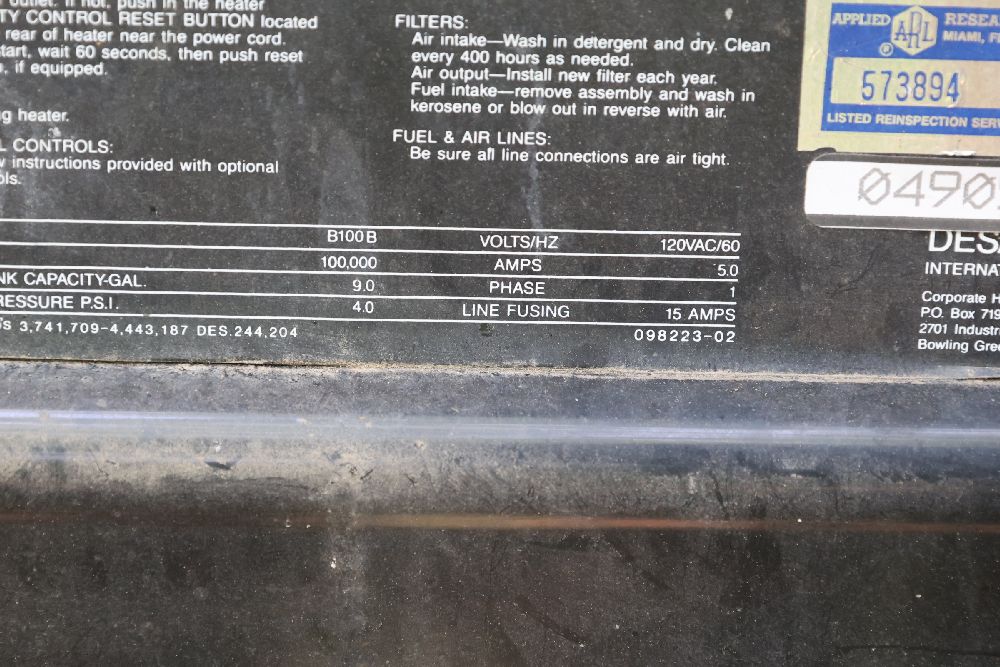 outlet. If not, push in the heater
TY CONTROL RESET BUTTON located
rear of heater near the power cord.
start, wait 60 seconds, then push reset
, if equipped.
g heater.
L CONTROLS:
w instructions provided with optional
ols.
FILTERS:
Air intake—Wash in detergent and dry. Clean
every 400 hours as needed.
Air output—Install new filter each year.
Fuel intake—remove assembly and wash in
kerosene or blow out in reverse with air.
FUEL & AIR LINES:
Be sure all line connections are air tight.
APPLIED ARL RESEA
® MIAMI, F
573894
LISTED REINSPECTION SERV
0490
B100B VOLTS/HZ 120VAC/60
100,000 AMPS 5.0
NK CAPACITY-GAL. 9.0 PHASE 1
RESSURE P.S.I. 4.0 LINE FUSING 15 AMPS
'S 3,741,709-4,443,187 DES.244,204 098223-02
DES
INTERNAT
Corporate H
P.O. Box 719
2701 Industr
Bowling Gree